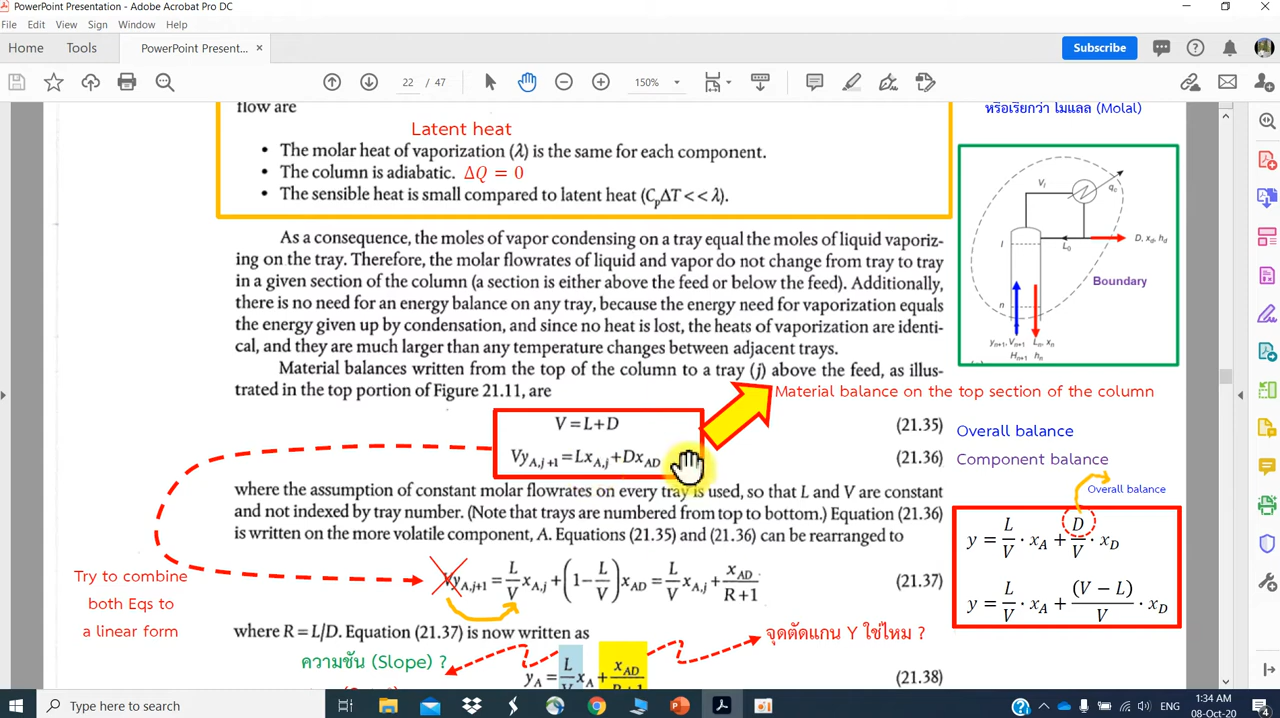 PowerPoint Presentation - Adobe Acrobat Pro DC
File Edit View Sign Window Help
Home Tools PowerPoint Present... × Subscribe
22 / 47 150%
flow are
Latent heat
• The molar heat of vaporization (λ) is the same for each component.
• The column is adiabatic. ΔQ = 0
• The sensible heat is small compared to latent heat (CpΔT<<λ).
หรือเรียกว่า โมแลล (Molal)
V₁
qc
I
L₀
D, xd, hd
Boundary
n
yn+1, Vn+1 Ln, xn
Hn+1 hn
As a consequence, the moles of vapor condensing on a tray equal the moles of liquid vaporiz-
ing on the tray. Therefore, the molar flowrates of liquid and vapor do not change from tray to tray
in a given section of the column (a section is either above the feed or below the feed). Additionally,
there is no need for an energy balance on any tray, because the energy need for vaporization equals
the energy given up by condensation, and since no heat is lost, the heats of vaporization are identi-
cal, and they are much larger than any temperature changes between adjacent trays.
Material balances written from the top of the column to a tray (j) above the feed, as illus-
trated in the top portion of Figure 21.11, are
Material balance on the top section of the column
V=L+D (21.35) Overall balance
VyA,j+1=LxA,j+DxAD (21.36) Component balance
Overall balance
where the assumption of constant molar flowrates on every tray is used, so that L and V are constant
and not indexed by tray number. (Note that trays are numbered from top to bottom.) Equation (21.36)
is written on the more volatile component, A. Equations (21.35) and (21.36) can be rearranged to
y = L/V · xA + D/V · xD
y = L/V · xA + (V − L)/V · xD
Try to combine
both Eqs to
a linear form
VyA,j+1 = L/V xA,j + (1−L/V)xAD = L/V xA,j + xAD/R+1 (21.37)
where R=L/D. Equation (21.37) is now written as
จุดตัดแกน Y ใช่ไหม ?
ความชัน (Slope) ?
yA = L/V xA + xAD/R+1 (21.38)
Type here to search
ENG
1:34 AM
08-Oct-20
4